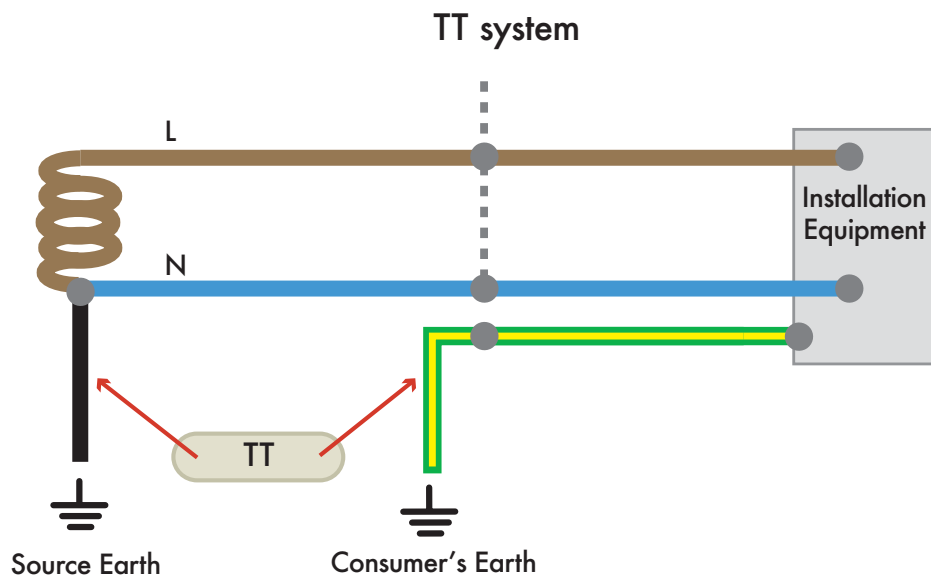 TT system
L
Installation
Equipment
N
TT
Source Earth
Consumer's Earth